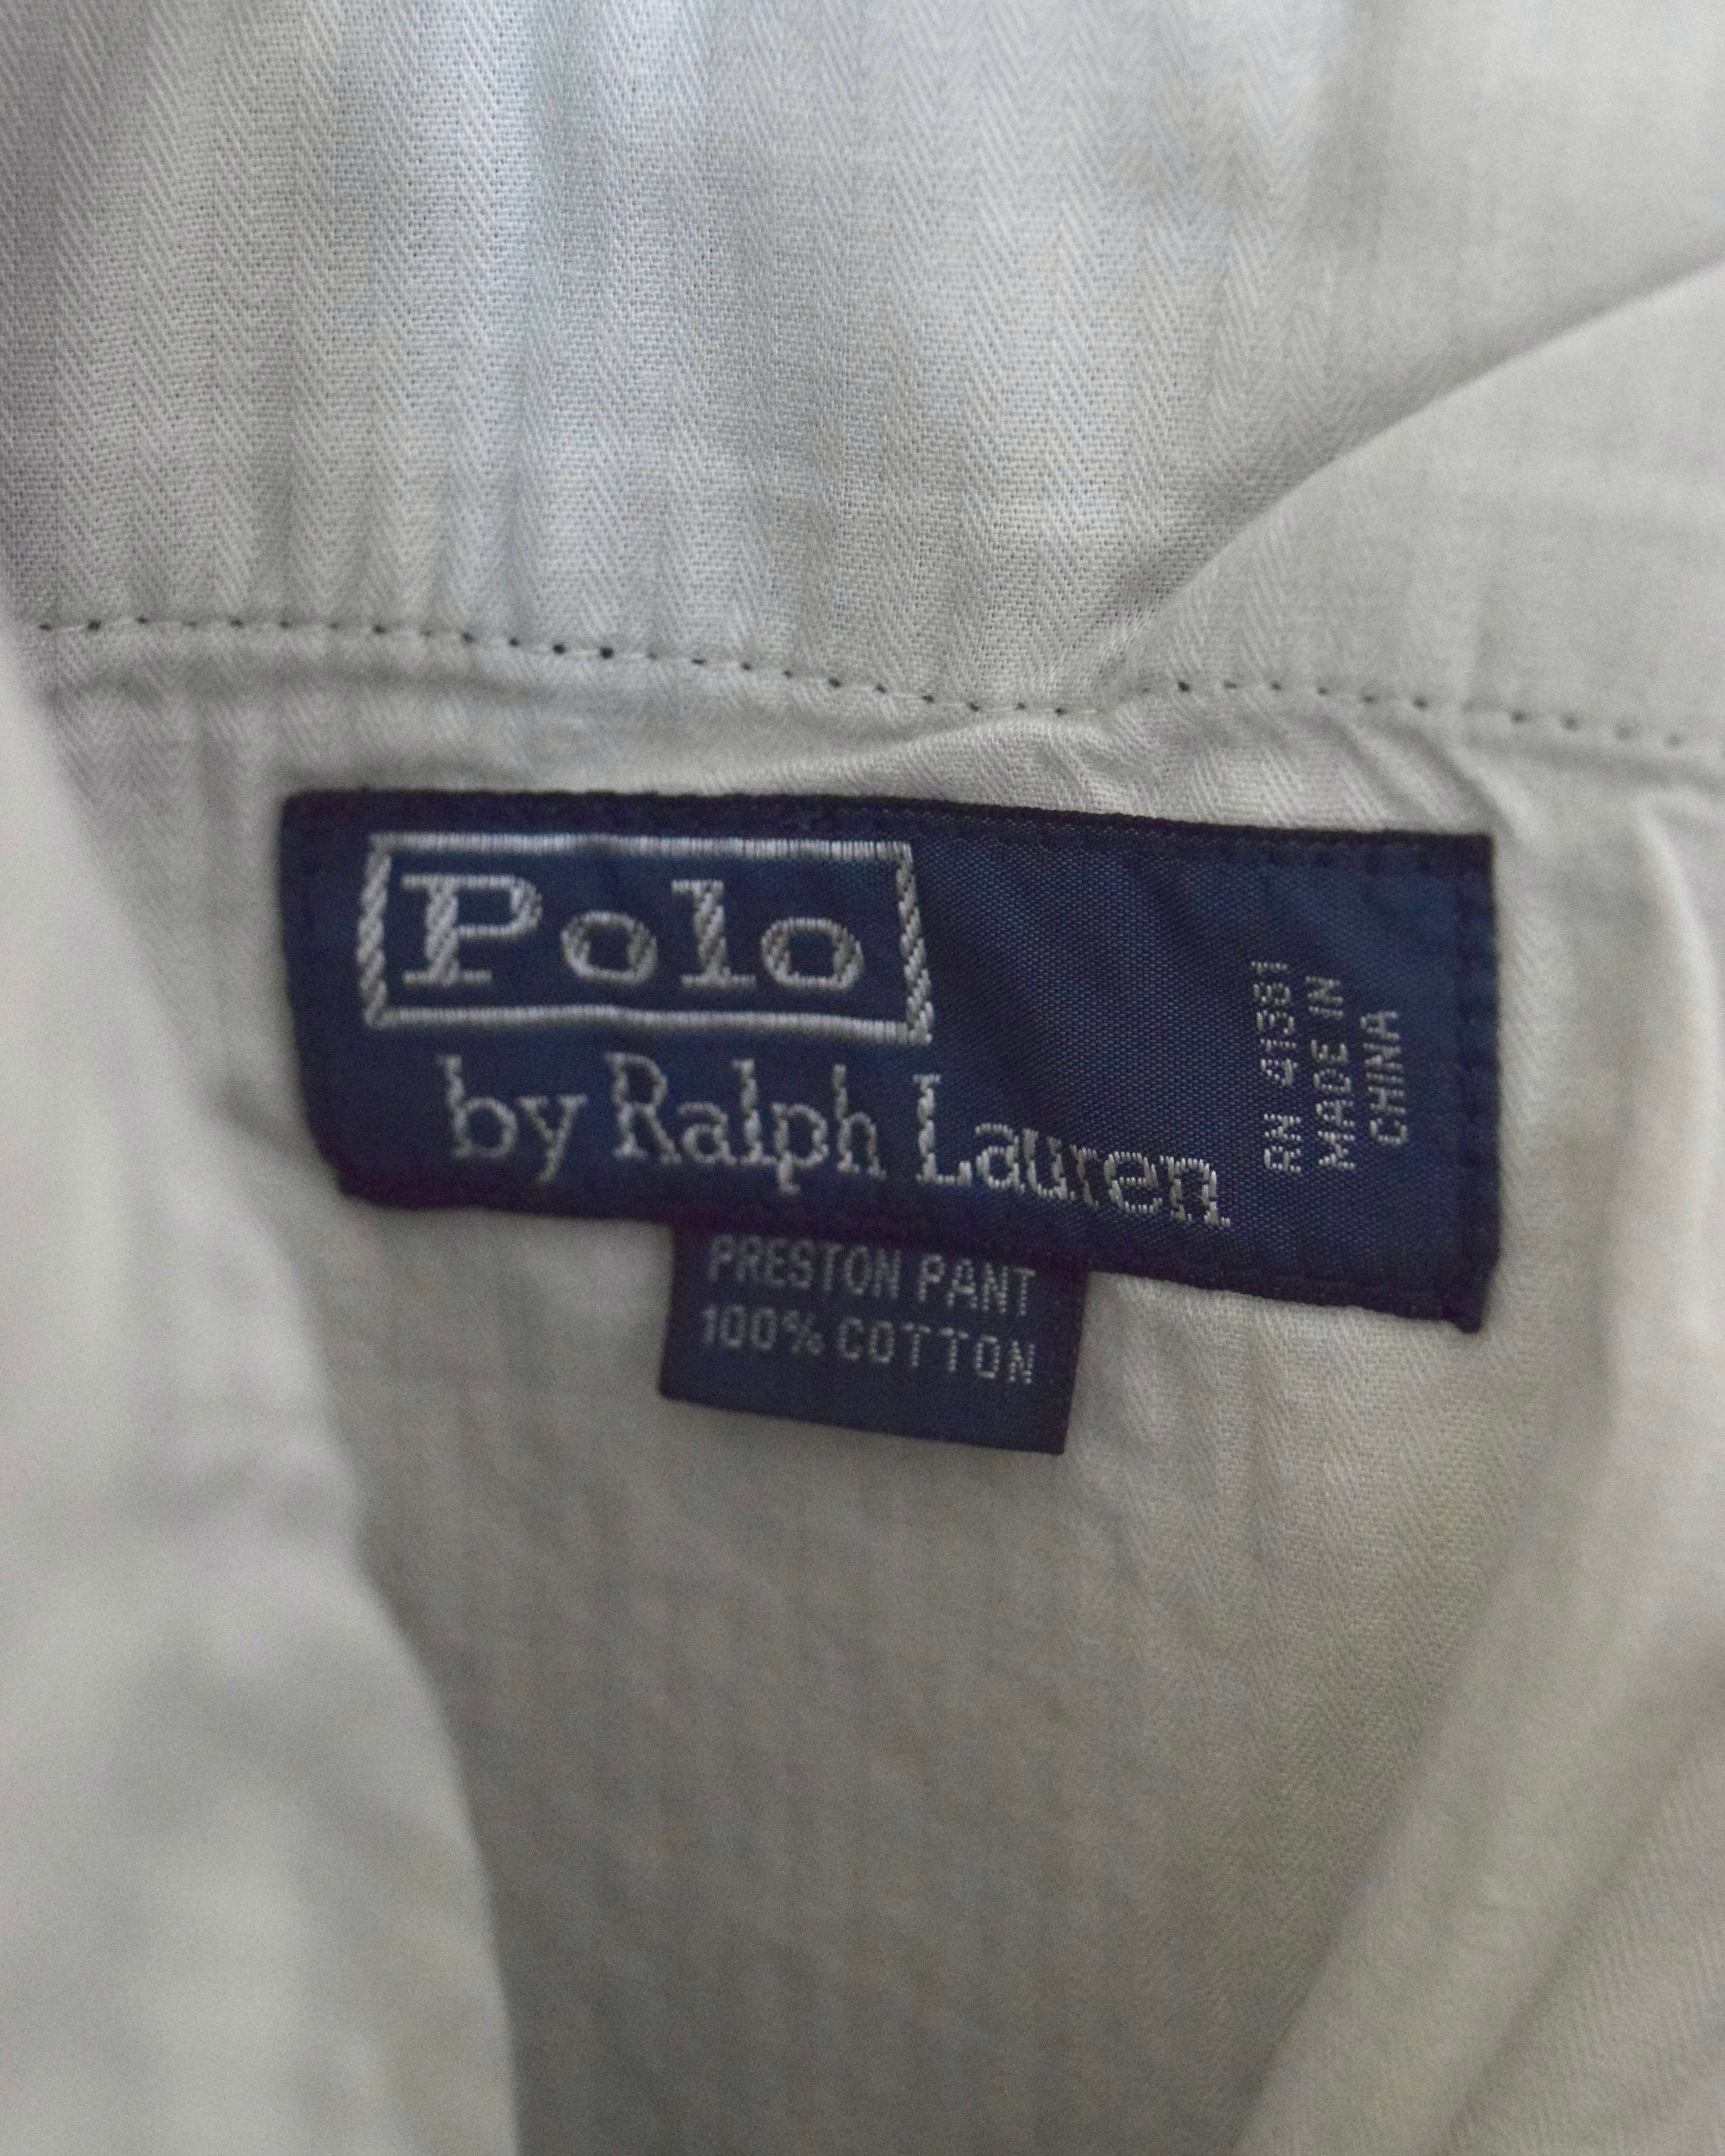 Polo
by Ralph Lauren
RN 41381
MADE IN
CHINA
PRESTON PANT
100% COTTON